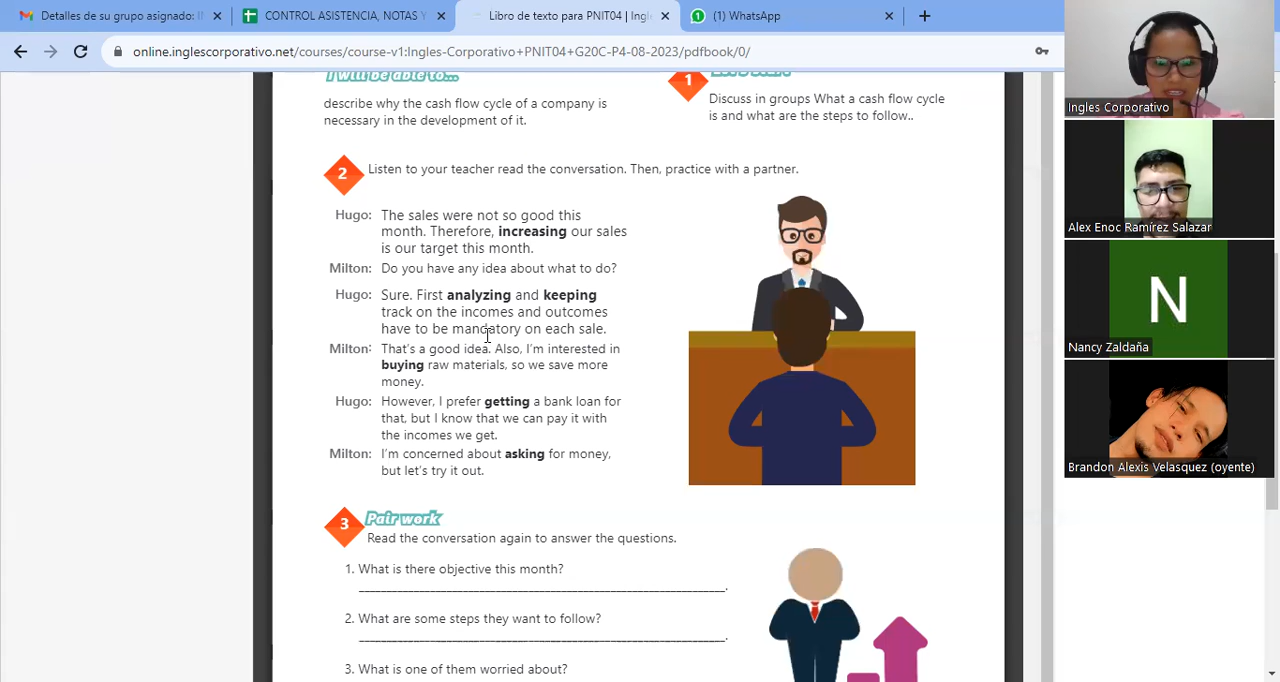 Detalles de su grupo asignado: II
CONTROL ASISTENCIA, NOTAS Y
Libro de texto para PNIT04 | Ingl
(1) WhatsApp
online.inglescorporativo.net/courses/course-v1:Ingles-Corporativo+PNIT04+G20C-P4-08-2023/pdfbook/0/
I will be able to...
describe why the cash flow cycle of a company is
necessary in the development of it.
1
Let's start
Discuss in groups What a cash flow cycle
is and what are the steps to follow..
2
Listen to your teacher read the conversation. Then, practice with a partner.
Hugo: The sales were not so good this
month. Therefore, increasing our sales
is our target this month.
Milton: Do you have any idea about what to do?
Hugo: Sure. First analyzing and keeping
track on the incomes and outcomes
have to be mandatory on each sale.
Milton: That's a good idea. Also, I'm interested in
buying raw materials, so we save more
money.
Hugo: However, I prefer getting a bank loan for
that, but I know that we can pay it with
the incomes we get.
Milton: I'm concerned about asking for money,
but let's try it out.
3
Pair work
Read the conversation again to answer the questions.
1. What is there objective this month?
2. What are some steps they want to follow?
3. What is one of them worried about?
Ingles Corporativo
Alex Enoc Ramírez Salazar
N
Nancy Zaldaña
Brandon Alexis Velasquez (oyente)